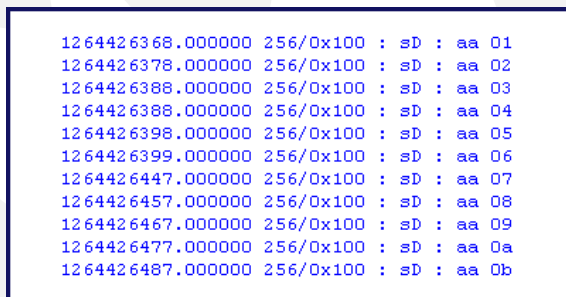 1264426368.000000 256/0x100 : sD : aa 01
1264426378.000000 256/0x100 : sD : aa 02
1264426388.000000 256/0x100 : sD : aa 03
1264426388.000000 256/0x100 : sD : aa 04
1264426398.000000 256/0x100 : sD : aa 05
1264426399.000000 256/0x100 : sD : aa 06
1264426447.000000 256/0x100 : sD : aa 07
1264426457.000000 256/0x100 : sD : aa 08
1264426467.000000 256/0x100 : sD : aa 09
1264426477.000000 256/0x100 : sD : aa 0a
1264426487.000000 256/0x100 : sD : aa 0b